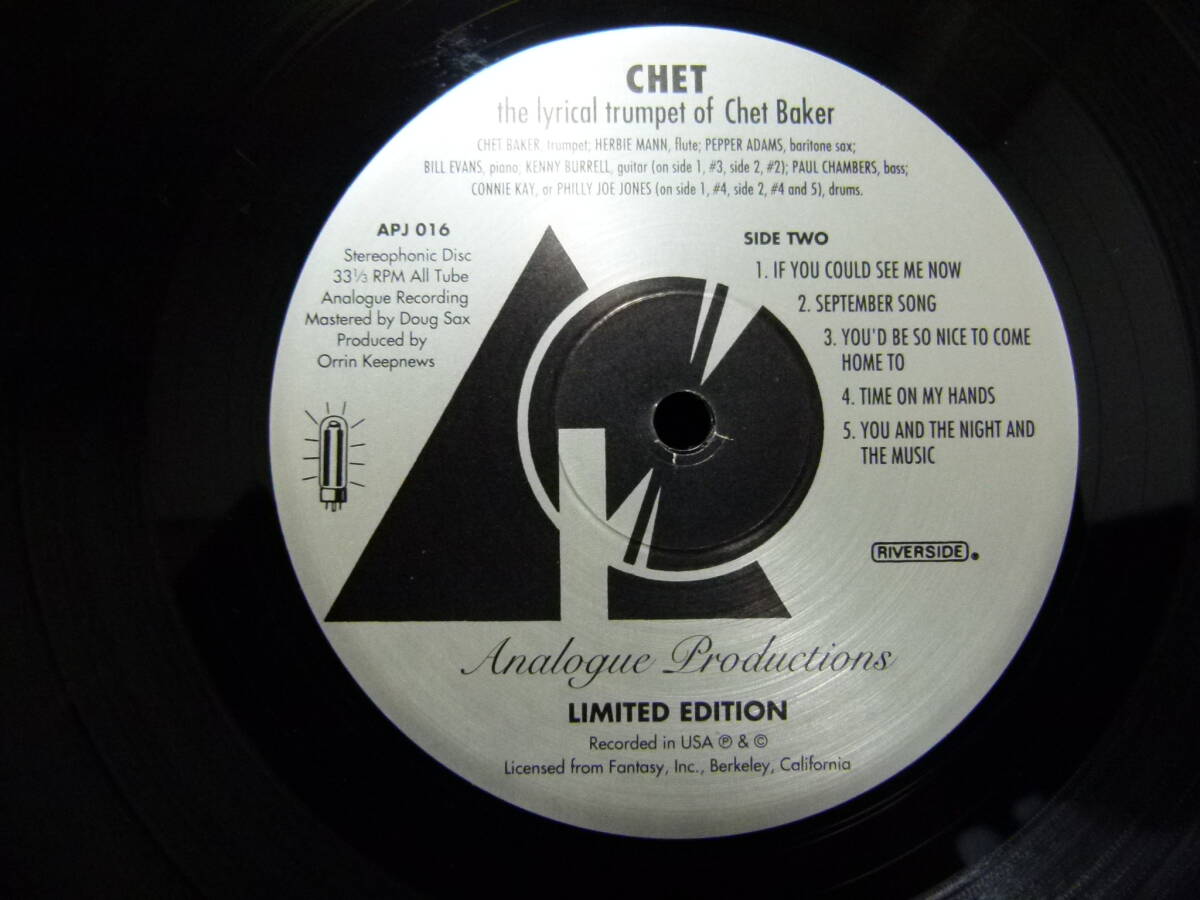 CHET
the lyrical trumpet of Chet Baker
CHET BAKER, trumpet; HERBIE MANN, flute; PEPPER ADAMS, baritone sax;
BILL EVANS, piano, KENNY BURRELL, guitar (on side 1, #3, side 2, #2); PAUL CHAMBERS, bass;
CONNIE KAY, or PHILLY JOE JONES (on side 1, #4, side 2, #4 and 5), drums.
APJ 016
Stereophonic Disc
33⅓ RPM All Tube
Analogue Recording
Mastered by Doug Sax
Produced by
Orrin Keepnews
SIDE TWO
1. IF YOU COULD SEE ME NOW
2. SEPTEMBER SONG
3. YOU'D BE SO NICE TO COME
HOME TO
4. TIME ON MY HANDS
5. YOU AND THE NIGHT AND
THE MUSIC
RIVERSIDE ®
Analogue Productions
LIMITED EDITION
Recorded in USA ℗ & ©
Licensed from Fantasy, Inc., Berkeley, California